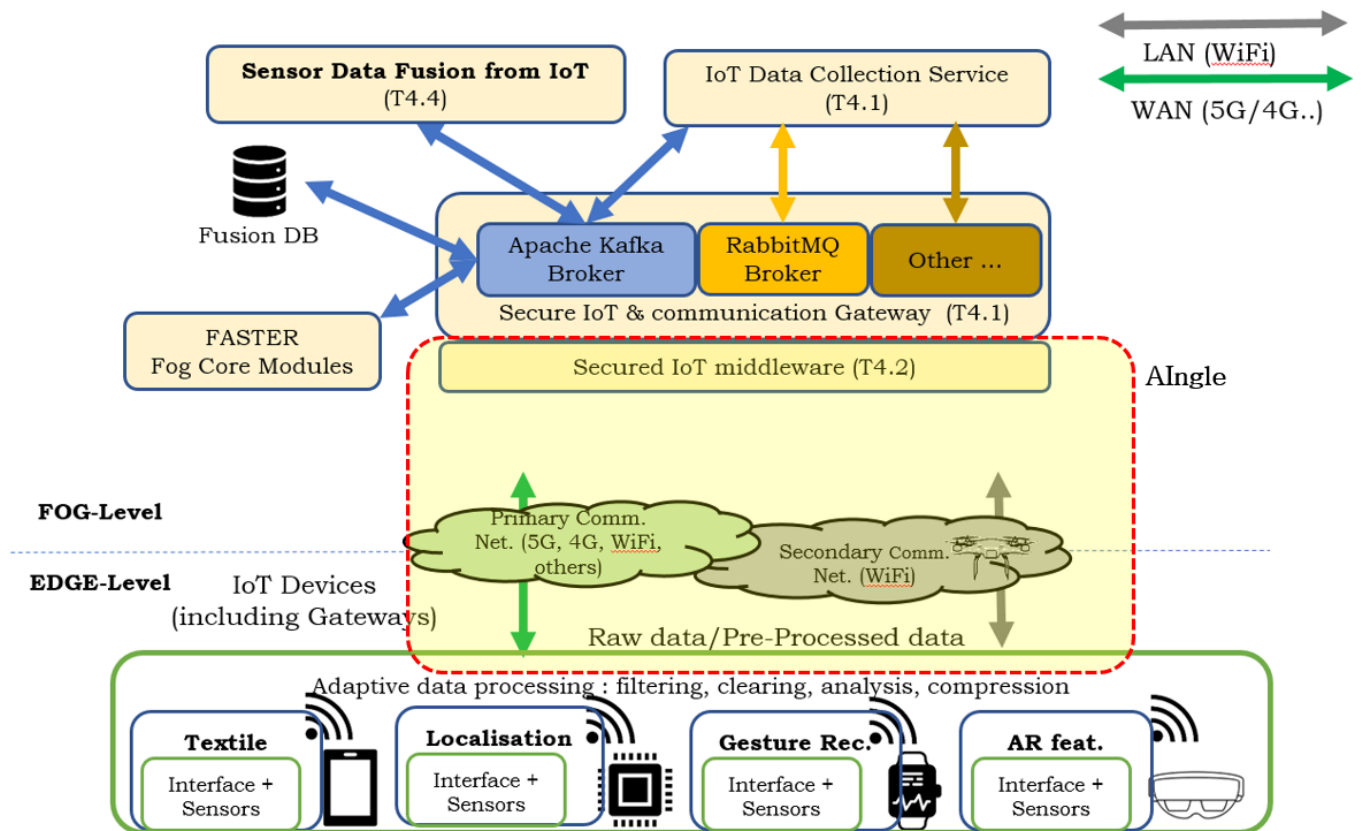 LAN (WiFi)
WAN (5G/4G..)
Sensor Data Fusion from IoT
(T4.4)
IoT Data Collection Service
(T4.1)
Fusion DB
Apache Kafka
Broker
RabbitMQ
Broker
Other ...
Secure IoT & communication Gateway (T4.1)
FASTER
Fog Core Modules
Secured IoT middleware (T4.2)
AIngle
FOG-Level
Primary Comm.
Net. (5G, 4G, WiFi,
others)
Secondary Comm.
Net. (WiFi)
EDGE-Level
IoT Devices
(including Gateways)
Raw data/Pre-Processed data
Adaptive data processing : filtering, clearing, analysis, compression
Textile
Interface +
Sensors
Localisation
Interface +
Sensors
Gesture Rec.
Interface +
Sensors
AR feat.
Interface +
Sensors